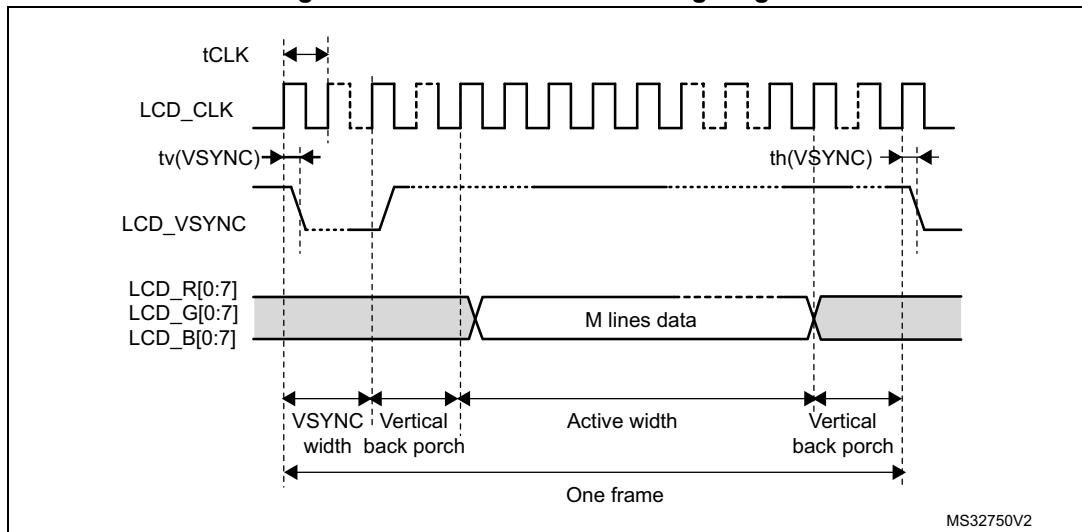 tCLK
LCD_CLK
tv(VSYNC)
th(VSYNC)
LCD_VSYNC
LCD_R[0:7]
LCD_G[0:7]
LCD_B[0:7]
M lines data
VSYNC width
Vertical back porch
Active width
Vertical back porch
One frame
MS32750V2